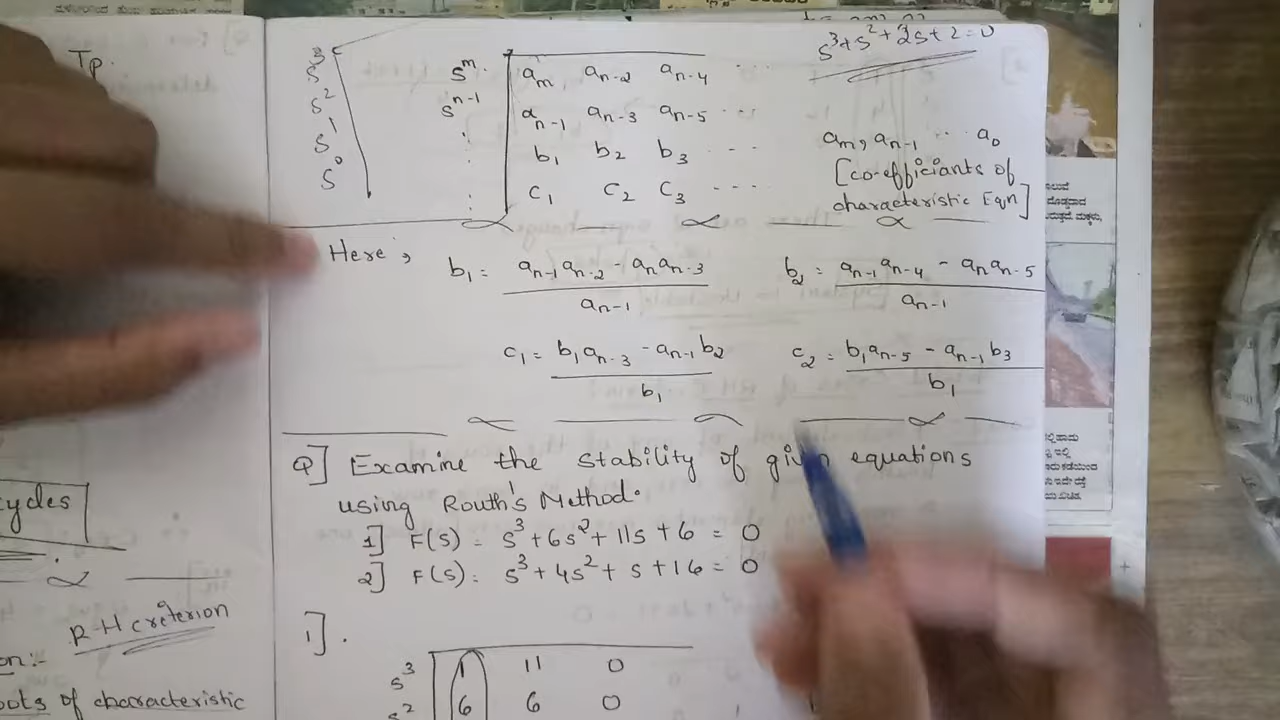 Tp.
s³
s²
s¹
s⁰
s³+s²+2s+2=0
sⁿ aₙ aₙ₋₂ aₙ₋₄ ...
sⁿ⁻¹ aₙ₋₁ aₙ₋₃ aₙ₋₅ ...
b₁ b₂ b₃ ---
c₁ c₂ c₃ ----
aₙ, aₙ₋₁ ... a₀
[co-efficiants of
characteristic Eqn]
Here,
b₁ = (aₙ₋₁aₙ₋₂ - aₙaₙ₋₃) / aₙ₋₁
b₂ = (aₙ₋₁aₙ₋₄ - aₙaₙ₋₅) / aₙ₋₁
c₁ = (b₁aₙ₋₃ - aₙ₋₁b₂) / b₁
c₂ = (b₁aₙ₋₅ - aₙ₋₁b₃) / b₁
Q] Examine the stability of given equations
using Routh's Method.
1] F(s) = s³+6s²+11s+6 = 0
2] F(s) = s³+4s²+s+16 = 0
1].
s³ 1 11 0
s² 6 6 0
ycles
R-H creterion
on:-
oots of characteristic